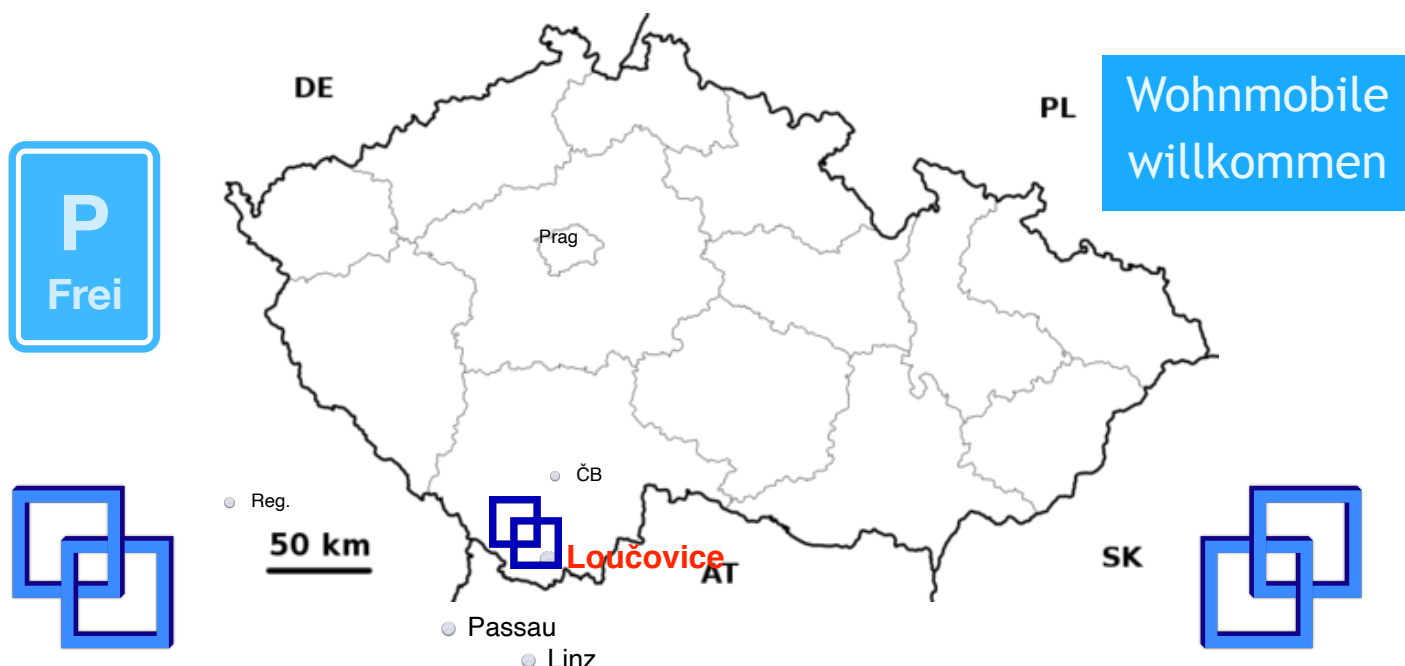 DE
PL
Wohnmobile
willkommen
P
Frei
Prag
ČB
Reg.
50 km
Loučovice
AT
SK
Passau
Linz